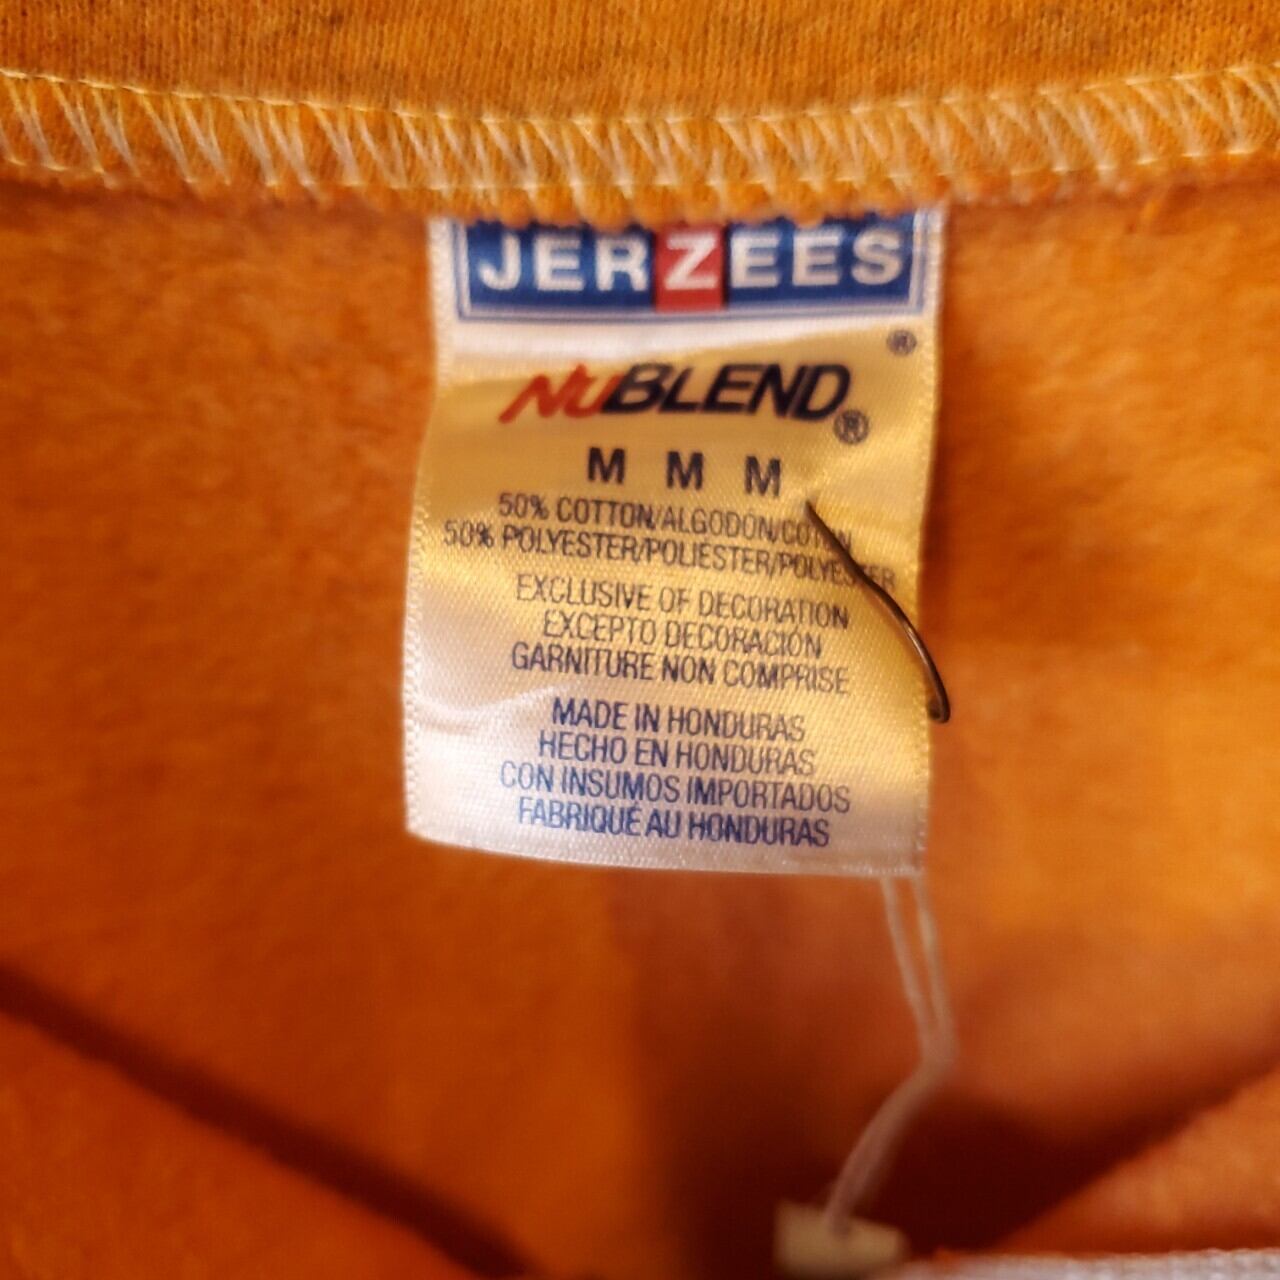 JERZEES
®
NUBLEND®
M M M
50% COTTON/ALGODÓN/COTON
50% POLYESTER/POLIESTER/POLYESTER
EXCLUSIVE OF DECORATION
EXCEPTO DECORACIÓN
GARNITURE NON COMPRISE
MADE IN HONDURAS
HECHO EN HONDURAS
CON INSUMOS IMPORTADOS
FABRIQUÉ AU HONDURAS